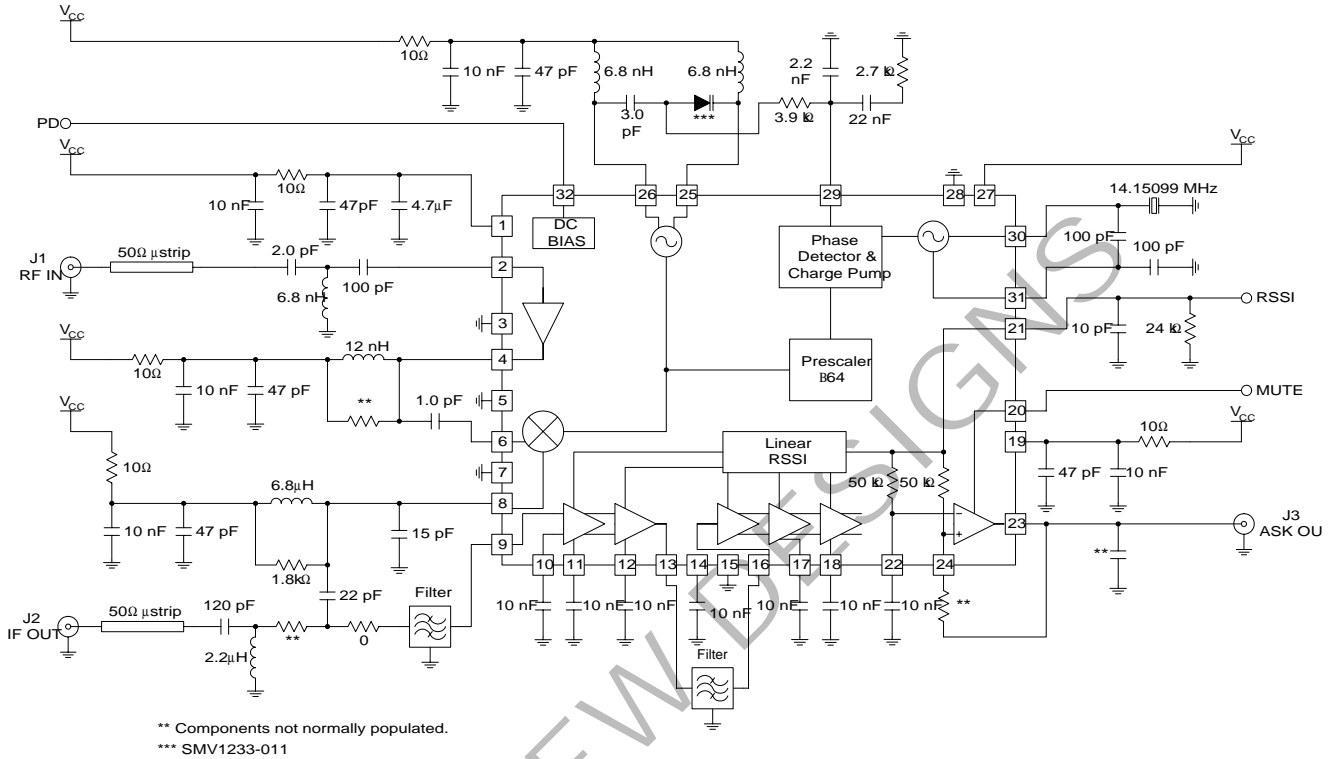 VCC
10Ω
10 nF
47 pF
6.8 nH
6.8 nH
3.0
pF
***
2.2
nF
2.7 kΩ
3.9 kΩ
22 nF
PD
VCC
10 nF
10Ω
47pF
4.7µF
32
26
25
29
28
27
VCC
14.15099 MHz
DC
BIAS
1
Phase
Detector &
Charge Pump
30
100 pF
100 pF
J1
RF IN
50Ω µstrip
2.0 pF
6.8 nH
100 pF
2
31
RSSI
21
10 pF
24 kΩ
3
VCC
10Ω
10 nF
47 pF
12 nH
**
1.0 pF
4
Prescaler
B64
5
20
MUTE
VCC
6
19
10Ω
47 pF
10 nF
Linear
RSSI
7
VCC
10Ω
6.8µH
10 nF
47 pF
15 pF
8
50 kΩ
50 kΩ
-
+
23
J3
ASK OU
**
9
10
11
12
13
14
15
16
17
18
22
24
1.8kΩ
22 pF
Filter
10 nF
10 nF
10 nF
10 nF
10 nF
10 nF
10 nF
**
J2
IF OUT
50Ω µstrip
120 pF
2.2µH
**
0
Filter
** Components not normally populated.
*** SMV1233-011
EW DESIGNS